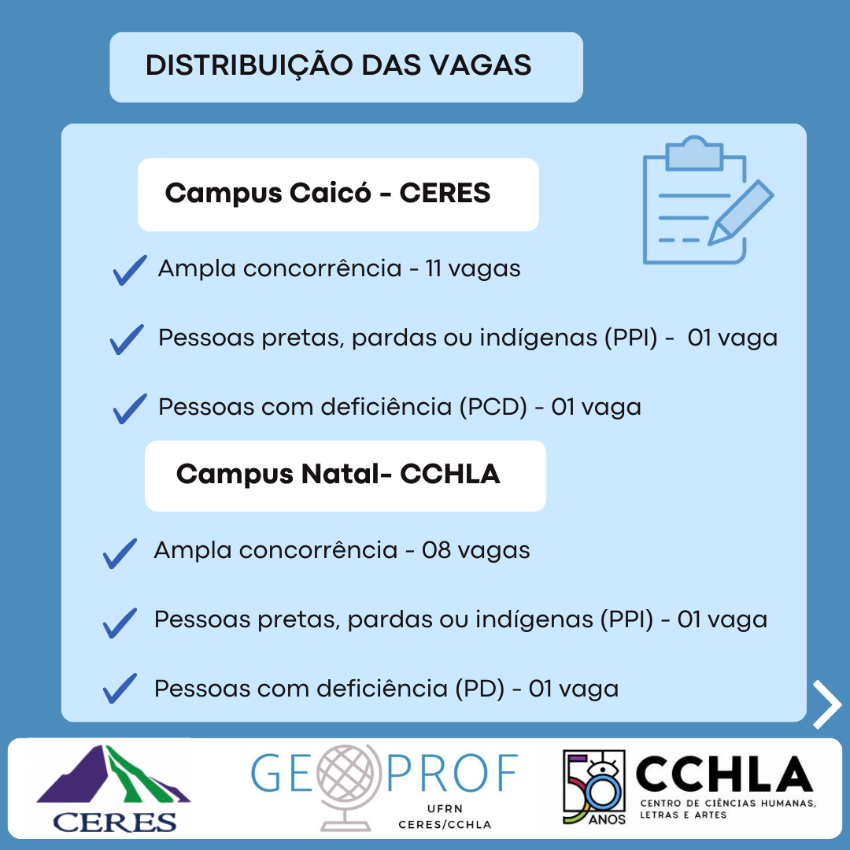 DISTRIBUIÇÃO DAS VAGAS
Campus Caicó - CERES
Ampla concorrência - 11 vagas
Pessoas pretas, pardas ou indígenas (PPI) - 01 vaga
Pessoas com deficiência (PCD) - 01 vaga
Campus Natal- CCHLA
Ampla concorrência - 08 vagas
Pessoas pretas, pardas ou indígenas (PPI) - 01 vaga
Pessoas com deficiência (PD) - 01 vaga
CERES
GEOPROF
UFRN
CERES/CCHLA
50
ANOS
CCHLA
CENTRO DE CIÊNCIAS HUMANAS,
LETRAS E ARTES